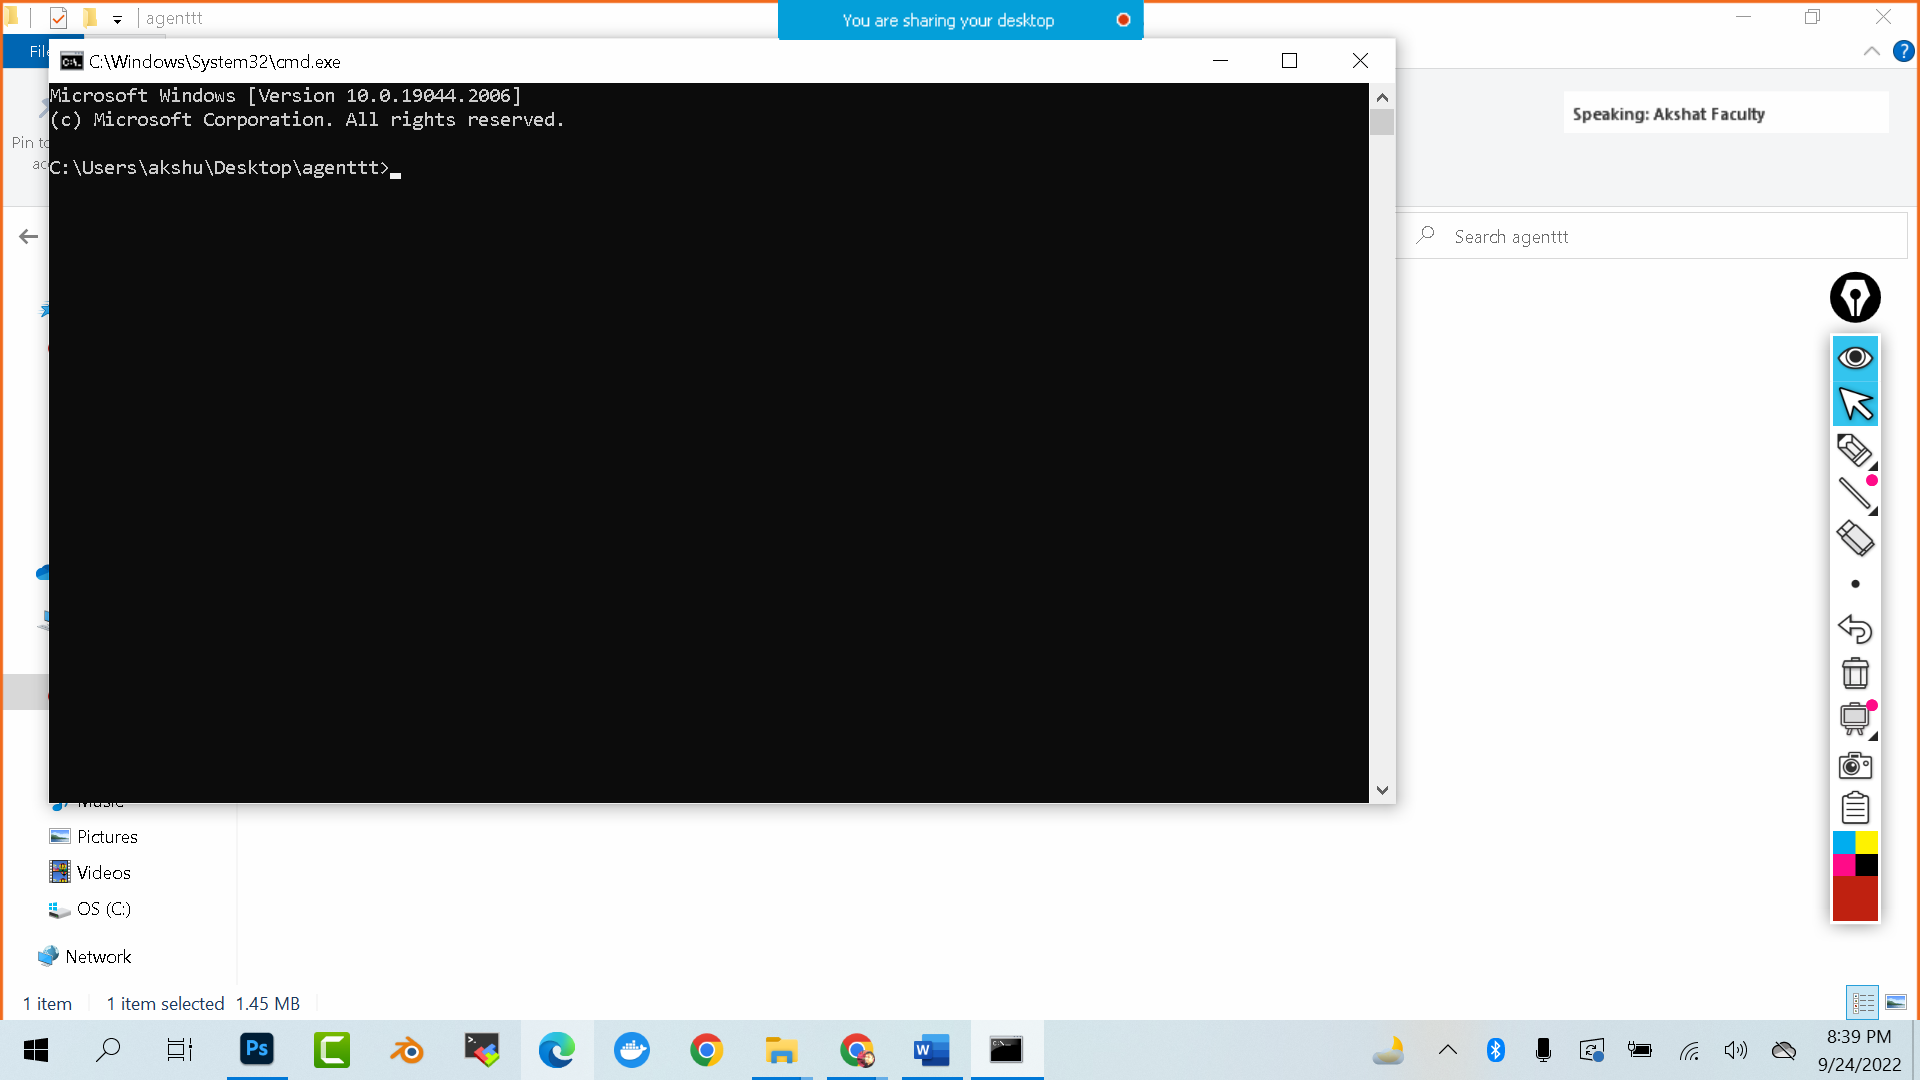 agenttt
You are sharing your desktop
C:\Windows\System32\cmd.exe
Microsoft Windows [Version 10.0.19044.2006]
(c) Microsoft Corporation. All rights reserved.
C:\Users\akshu\Desktop\agenttt>
Speaking: Akshat Faculty
Pin to
Search agenttt
Music
Pictures
Videos
OS (C:)
Network
1 item
1 item selected 1.45 MB
8:39 PM
9/24/2022